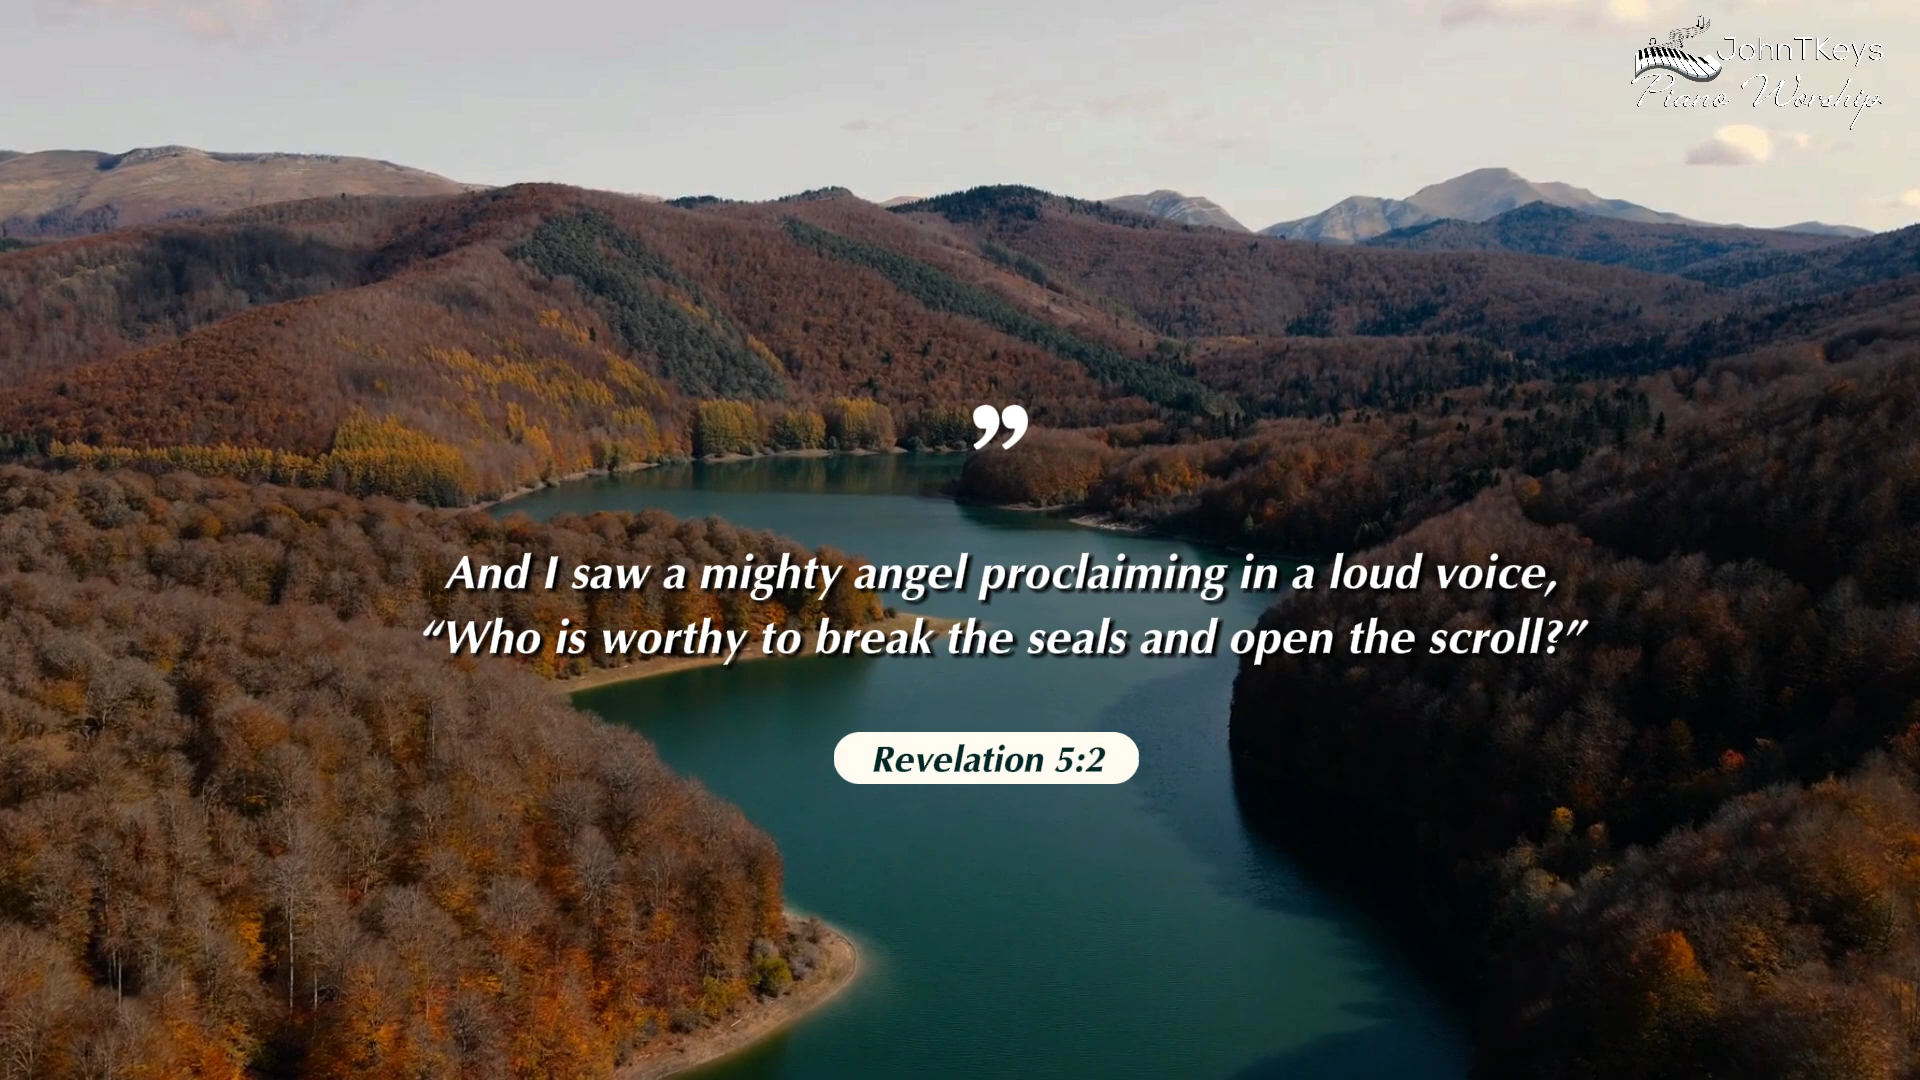 JohnTKeys
Piano Worship
”
And I saw a mighty angel proclaiming in a loud voice,
“Who is worthy to break the seals and open the scroll?”
Revelation 5:2